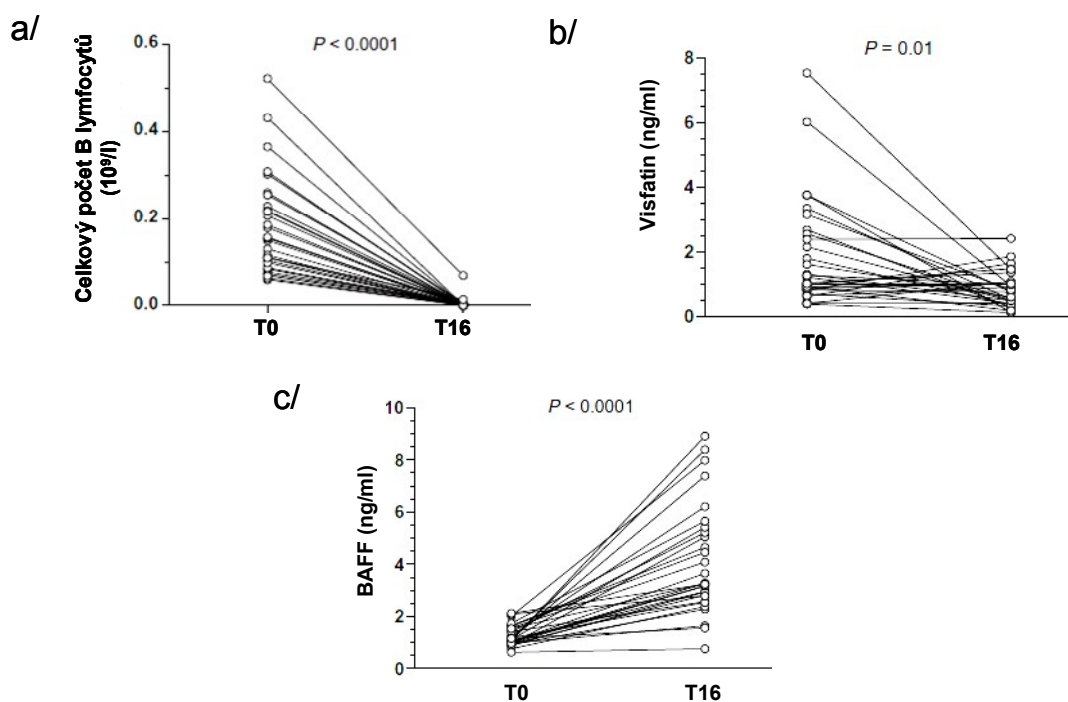 a/
P < 0.0001
Celkový počet B lymfocytů
(10⁹/l)
0.6
0.4
0.2
0.0
T0
T16
b/
P = 0.01
Visfatin (ng/ml)
8
6
4
2
0
T0
T16
c/
P < 0.0001
BAFF (ng/ml)
10
8
6
4
2
0
T0
T16